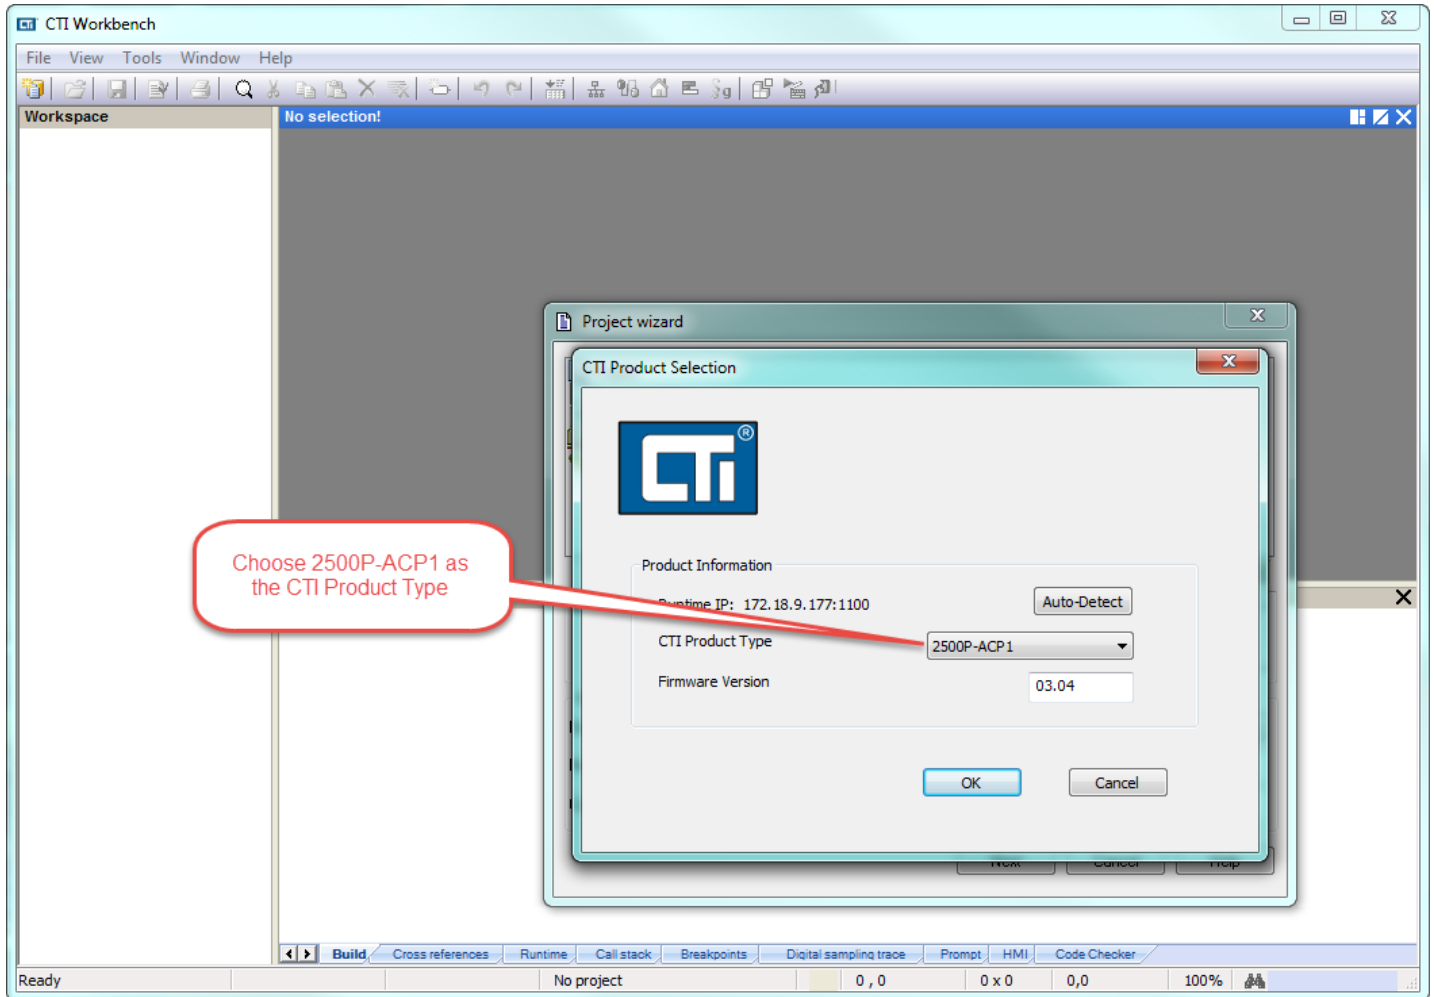 CTI Workbench
File View Tools Window Help
Workspace
No selection!
Project wizard
CTI Product Selection
CTi®
Choose 2500P-ACP1 as
the CTI Product Type
Product Information
Runtime IP: 172.18.9.177:1100
Auto-Detect
CTI Product Type
2500P-ACP1
Firmware Version
03.04
OK
Cancel
Next Cancel Help
Build Cross references Runtime Call stack Breakpoints Digital sampling trace Prompt HMI Code Checker
Ready No project 0 , 0 0 x 0 0,0 100%